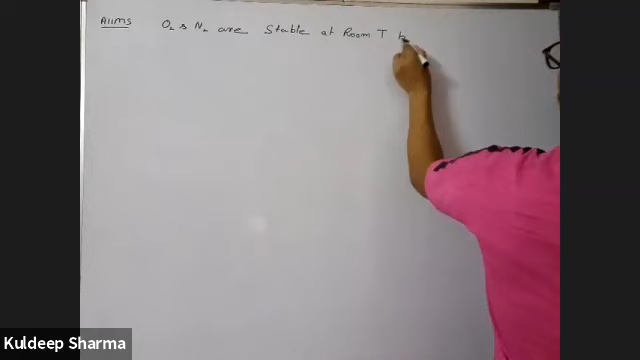 AIIMS O₂ & N₂ are Stable at Room T
Kuldeep Sharma